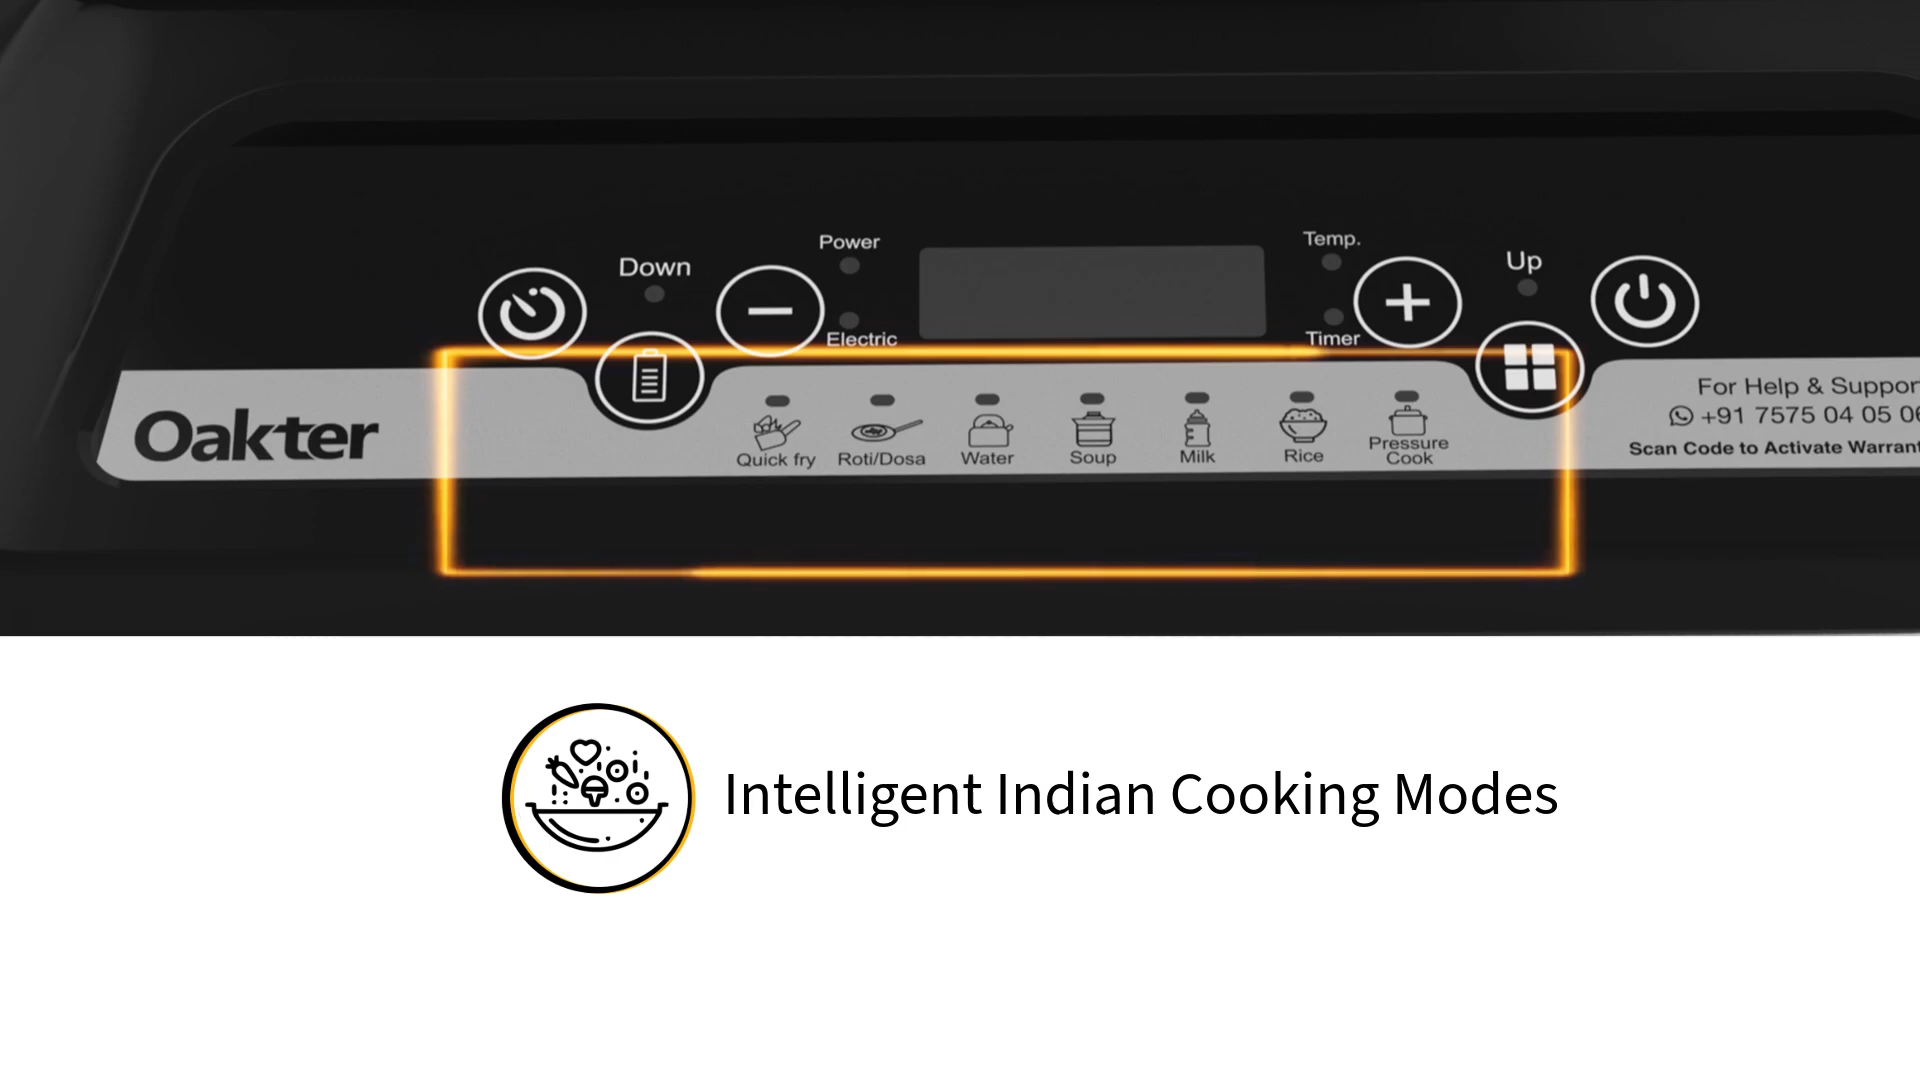 Power
Temp.
Down
Up
Electric
Timer
Oakter
Quick fry
Roti/Dosa
Water
Soup
Milk
Rice
Pressure
Cook
For Help & Suppor
+91 7575 04 05 06
Scan Code to Activate Warrant
Intelligent Indian Cooking Modes